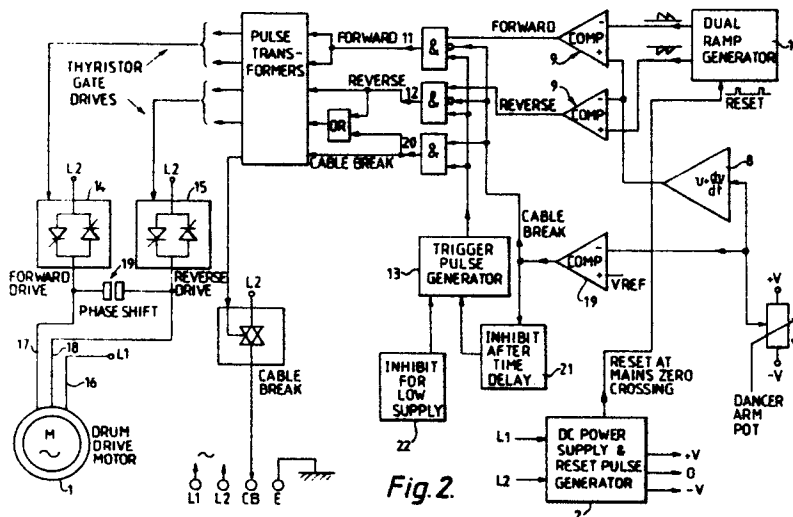 PULSE
TRANS-
FORMERS
FORWARD 11
REVERSE
12
OR
20
CABLE BREAK
&
&
&
FORWARD
COMP
-
+
9
9
REVERSE
COMP
-
+
DUAL
RAMP
GENERATOR
RESET
8
v+dv/dt
THYRISTOR
GATE
DRIVES
L2
14
L2
15
FORWARD
DRIVE
19
REVERSE
DRIVE
PHASE SHIFT
17
18
16
L1
M
~
DRUM
DRIVE
MOTOR
1
L2
CABLE
BREAK
~
L1
L2
CB
E
TRIGGER
PULSE
GENERATOR
13
CABLE
BREAK
COMP
-
+
VREF
19
INHIBIT
AFTER
TIME
DELAY
21
INHIBIT
FOR
LOW
SUPPLY
22
RESET AT
MAINS ZERO
CROSSING
+V
-V
DANCER
ARM
POT
L1
L2
DC POWER
SUPPLY &
RESET PULSE
GENERATOR
+V
0
-V
2
Fig. 2.